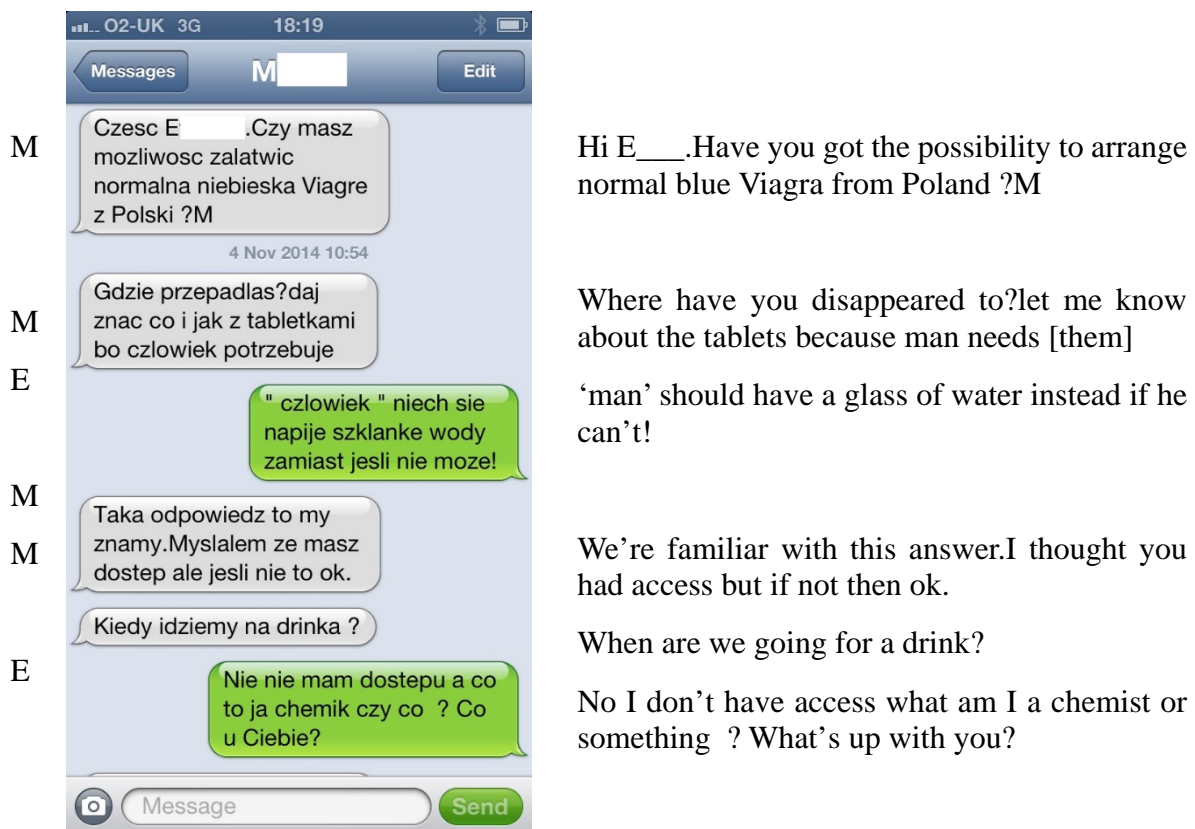 O2-UK 3G 18:19
Messages M Edit
M
Czesc E .Czy masz
mozliwosc zalatwic
normalna niebieska Viagre
z Polski ?M
Hi E___.Have you got the possibility to arrange
normal blue Viagra from Poland ?M
4 Nov 2014 10:54
M
Gdzie przepadlas?daj
znac co i jak z tabletkami
bo czlowiek potrzebuje
Where have you disappeared to?let me know
about the tablets because man needs [them]
E
" czlowiek " niech sie
napije szklanke wody
zamiast jesli nie moze!
‘man’ should have a glass of water instead if he
can’t!
M
Taka odpowiedz to my
znamy.Myslalem ze masz
dostep ale jesli nie to ok.
We’re familiar with this answer.I thought you
had access but if not then ok.
M
Kiedy idziemy na drinka ?
When are we going for a drink?
E
Nie nie mam dostepu a co
to ja chemik czy co ? Co
u Ciebie?
No I don’t have access what am I a chemist or
something ? What’s up with you?
Message Send